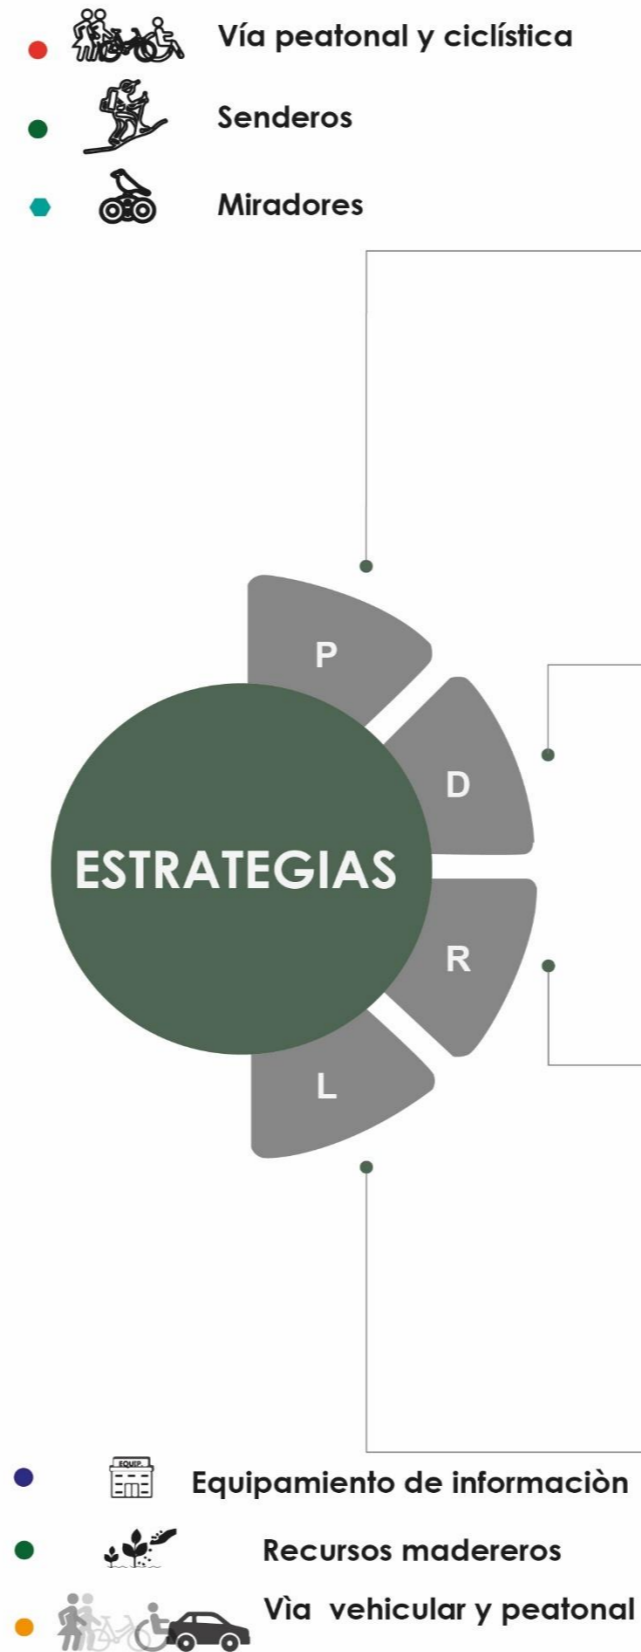 Vía peatonal y ciclística
Senderos
Miradores
P
D
ESTRATEGIAS
R
L
EQUIP.
Equipamiento de informaciòn
Recursos madereros
Vìa vehicular y peatonal